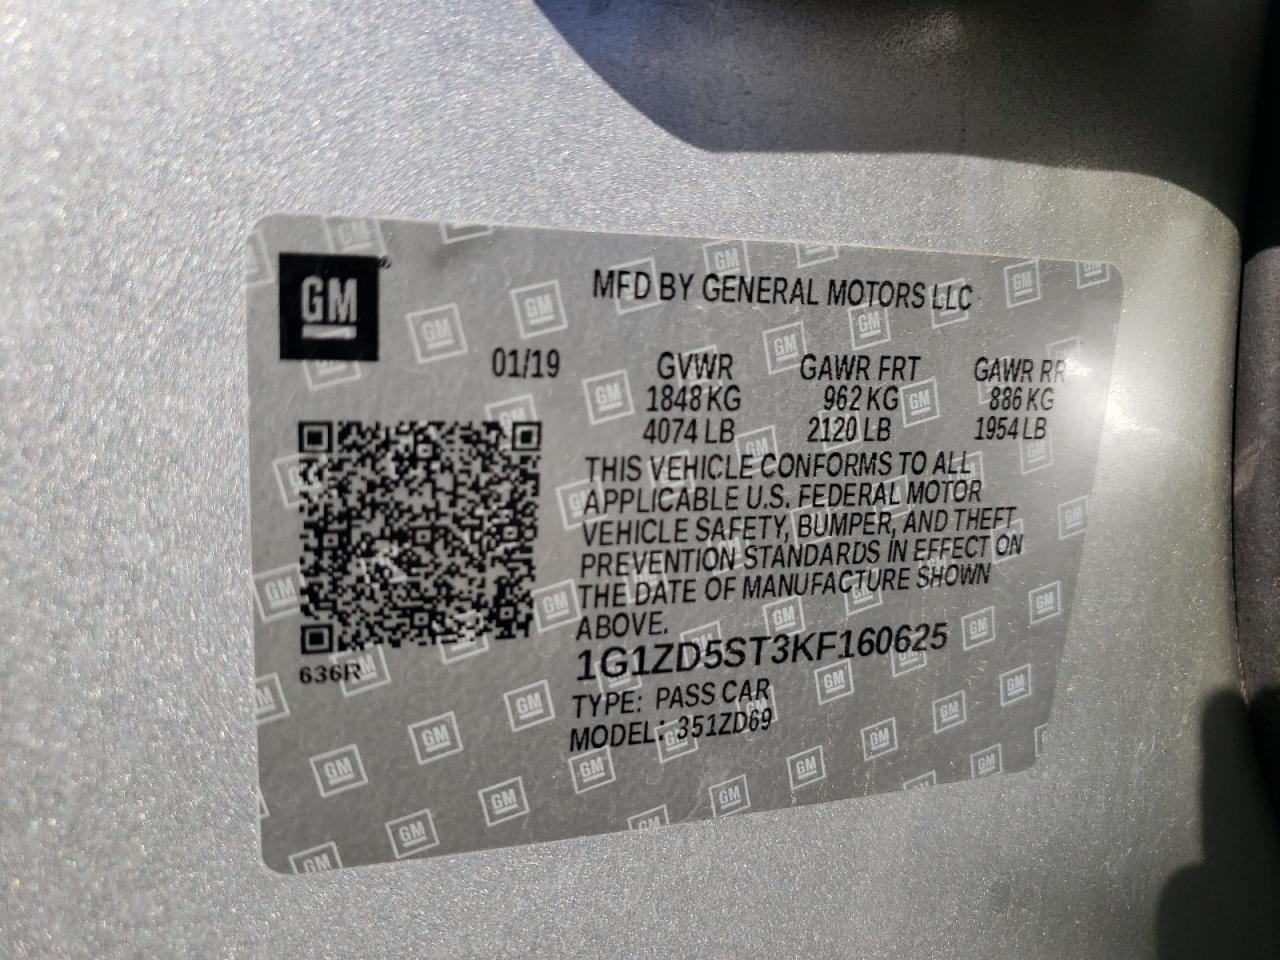 GM
MFD BY GENERAL MOTORS LLC
01/19 GVWR GAWR FRT GAWR RR
1848 KG 962 KG 886 KG
4074 LB 2120 LB 1954 LB
THIS VEHICLE CONFORMS TO ALL
APPLICABLE U.S. FEDERAL MOTOR
VEHICLE SAFETY, BUMPER, AND THEFT
PREVENTION STANDARDS IN EFFECT ON
THE DATE OF MANUFACTURE SHOWN
ABOVE.
1G1ZD5ST3KF160625
636R
TYPE: PASS CAR
MODEL: 351ZD69